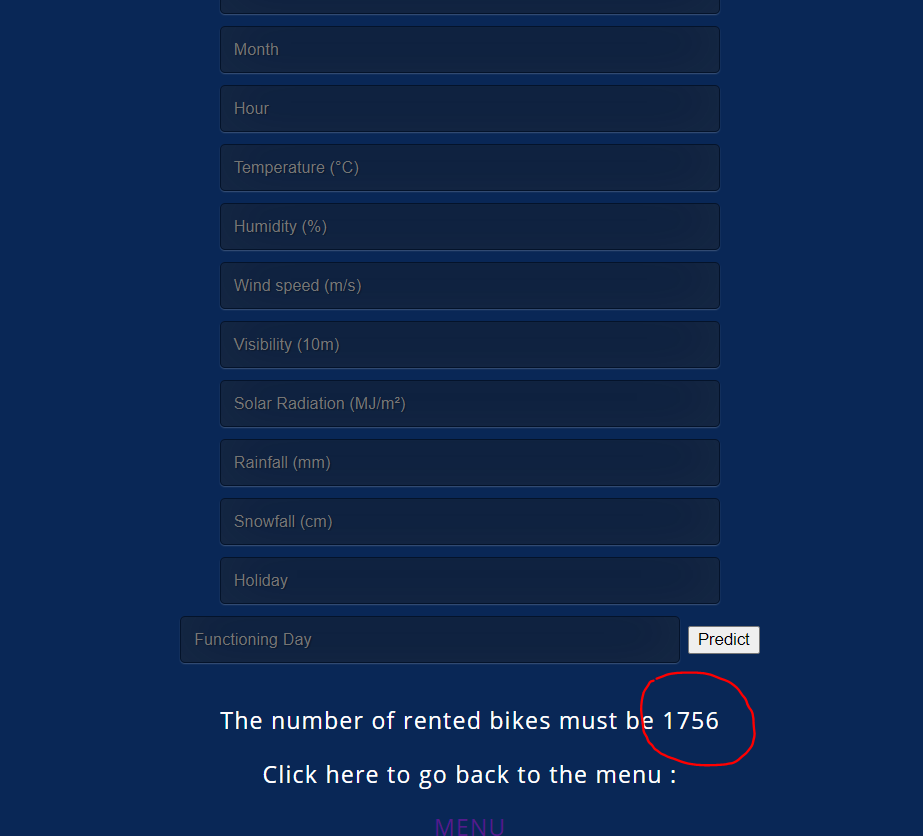 Month
Hour
Temperature (°C)
Humidity (%)
Wind speed (m/s)
Visibility (10m)
Solar Radiation (MJ/m²)
Rainfall (mm)
Snowfall (cm)
Holiday
Functioning Day Predict
The number of rented bikes must be 1756
Click here to go back to the menu :
MENU